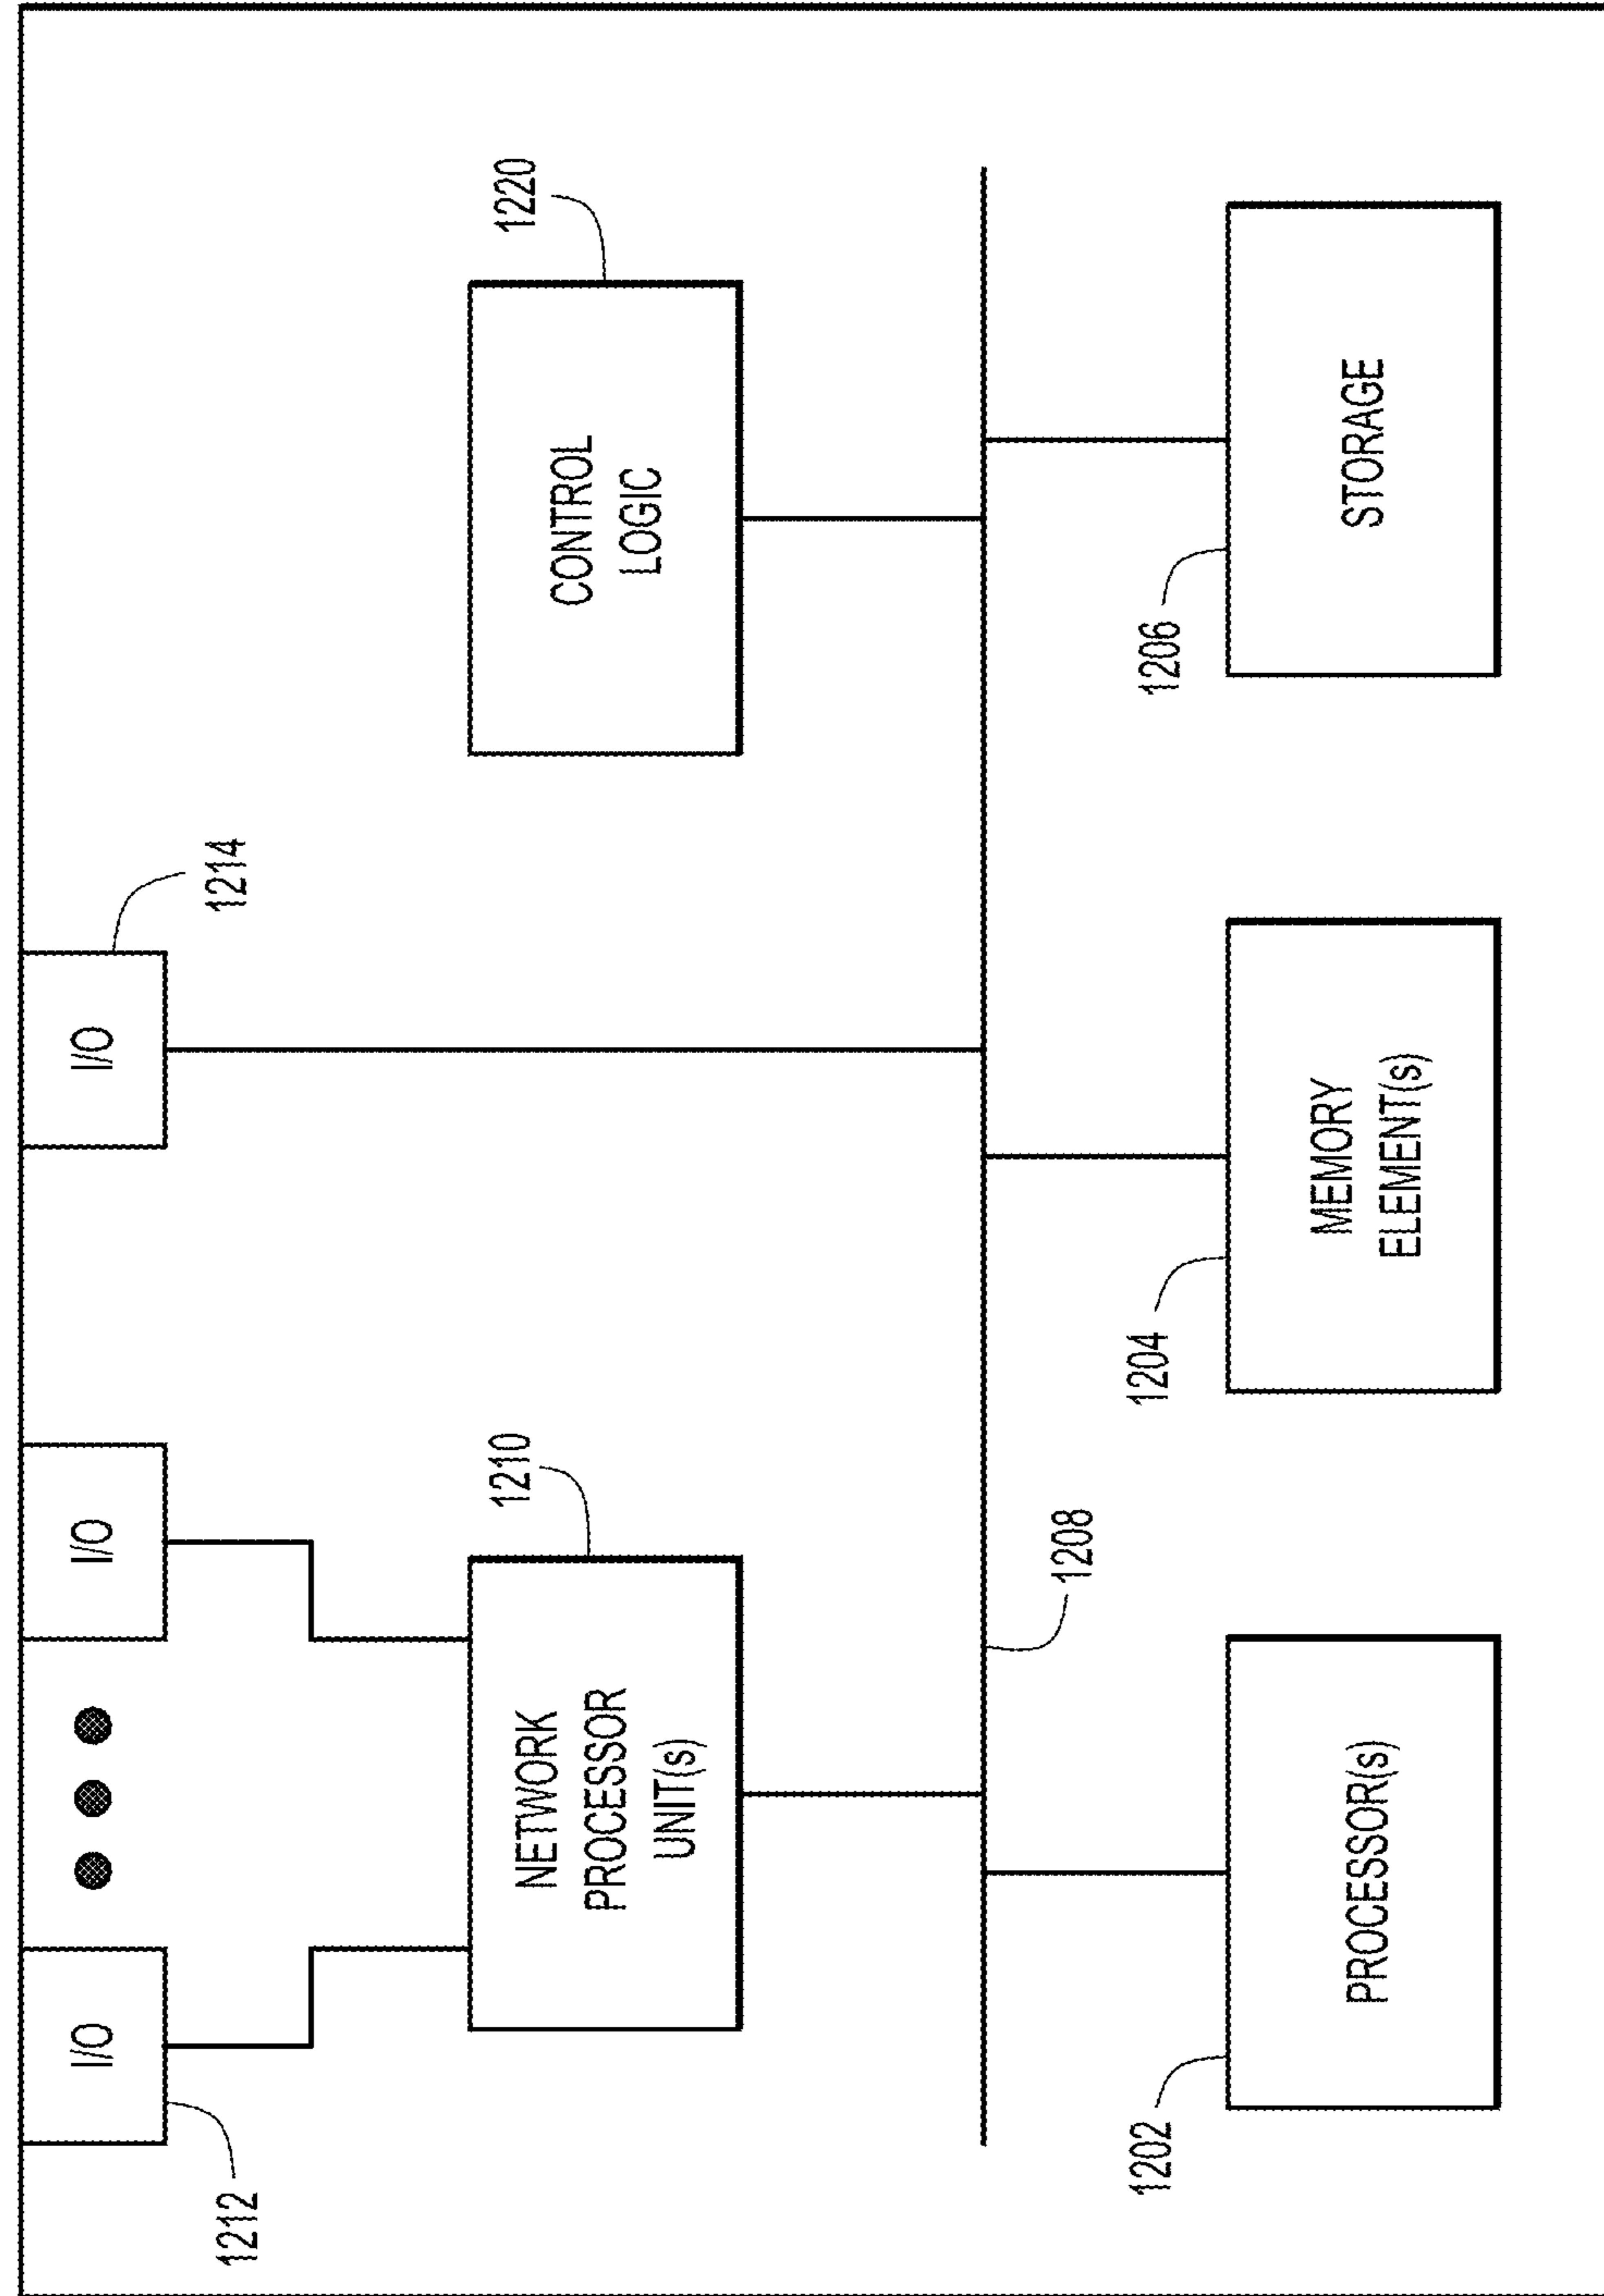 I/O
I/O
I/O
1212
1214
1210
1220
NETWORK
PROCESSOR
UNIT(s)
CONTROL
LOGIC
1208
1202
1204
1206
PROCESSOR(s)
MEMORY
ELEMENT(s)
STORAGE